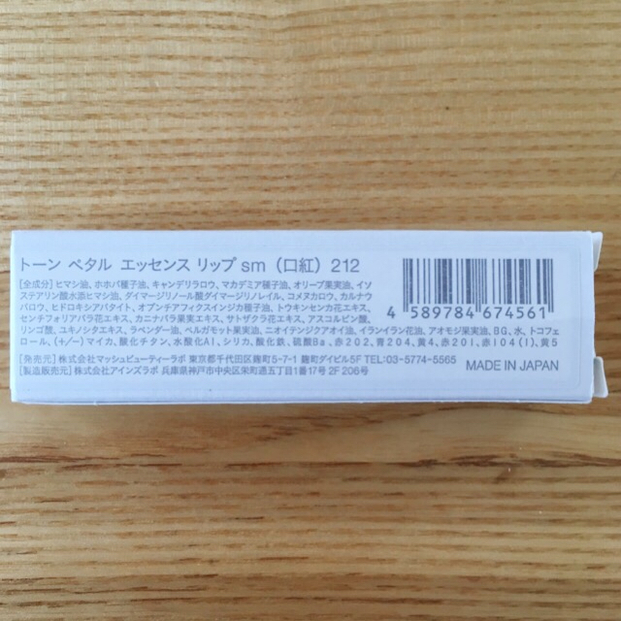 トーン ペタル エッセンス リップ sm（口紅）212
[全成分] ヒマシ油、ホホバ種子油、キャンデリラロウ、マカデミア種子油、オリーブ果実油、イソ
ステアリン酸水添ヒマシ油、ダイマージリノール酸ダイマージリノレイル、コメヌカロウ、カルナウ
バロウ、ヒドロキシアパタイト、オプンチアフィクスインジカ種子油、トウキンセンカ花エキス、
センチフォリアバラ花エキス、カニナバラ果実エキス、サトザクラ花エキス、アスコルビン酸、
リンゴ酸、ユキノシタエキス、ラベンダー油、ベルガモット果実油、ニオイテンジクアオイ油、イランイラン花油、アオモジ果実油、BG、水、トコフェ
ロール、(+/-) マイカ、酸化チタン、水酸化Al、シリカ、酸化鉄、硫酸Ba、赤202、青204、黄4、赤201、赤104(1)、黄5
[発売元] 株式会社マッシュビューティーラボ 東京都千代田区麹町5-7-1 麹町ダイビル5F TEL:03-5774-5565
[製造販売元] 株式会社アインズラボ 兵庫県神戸市中央区栄町通五丁目1番17号 2F 206号
4 589784 674561
MADE IN JAPAN